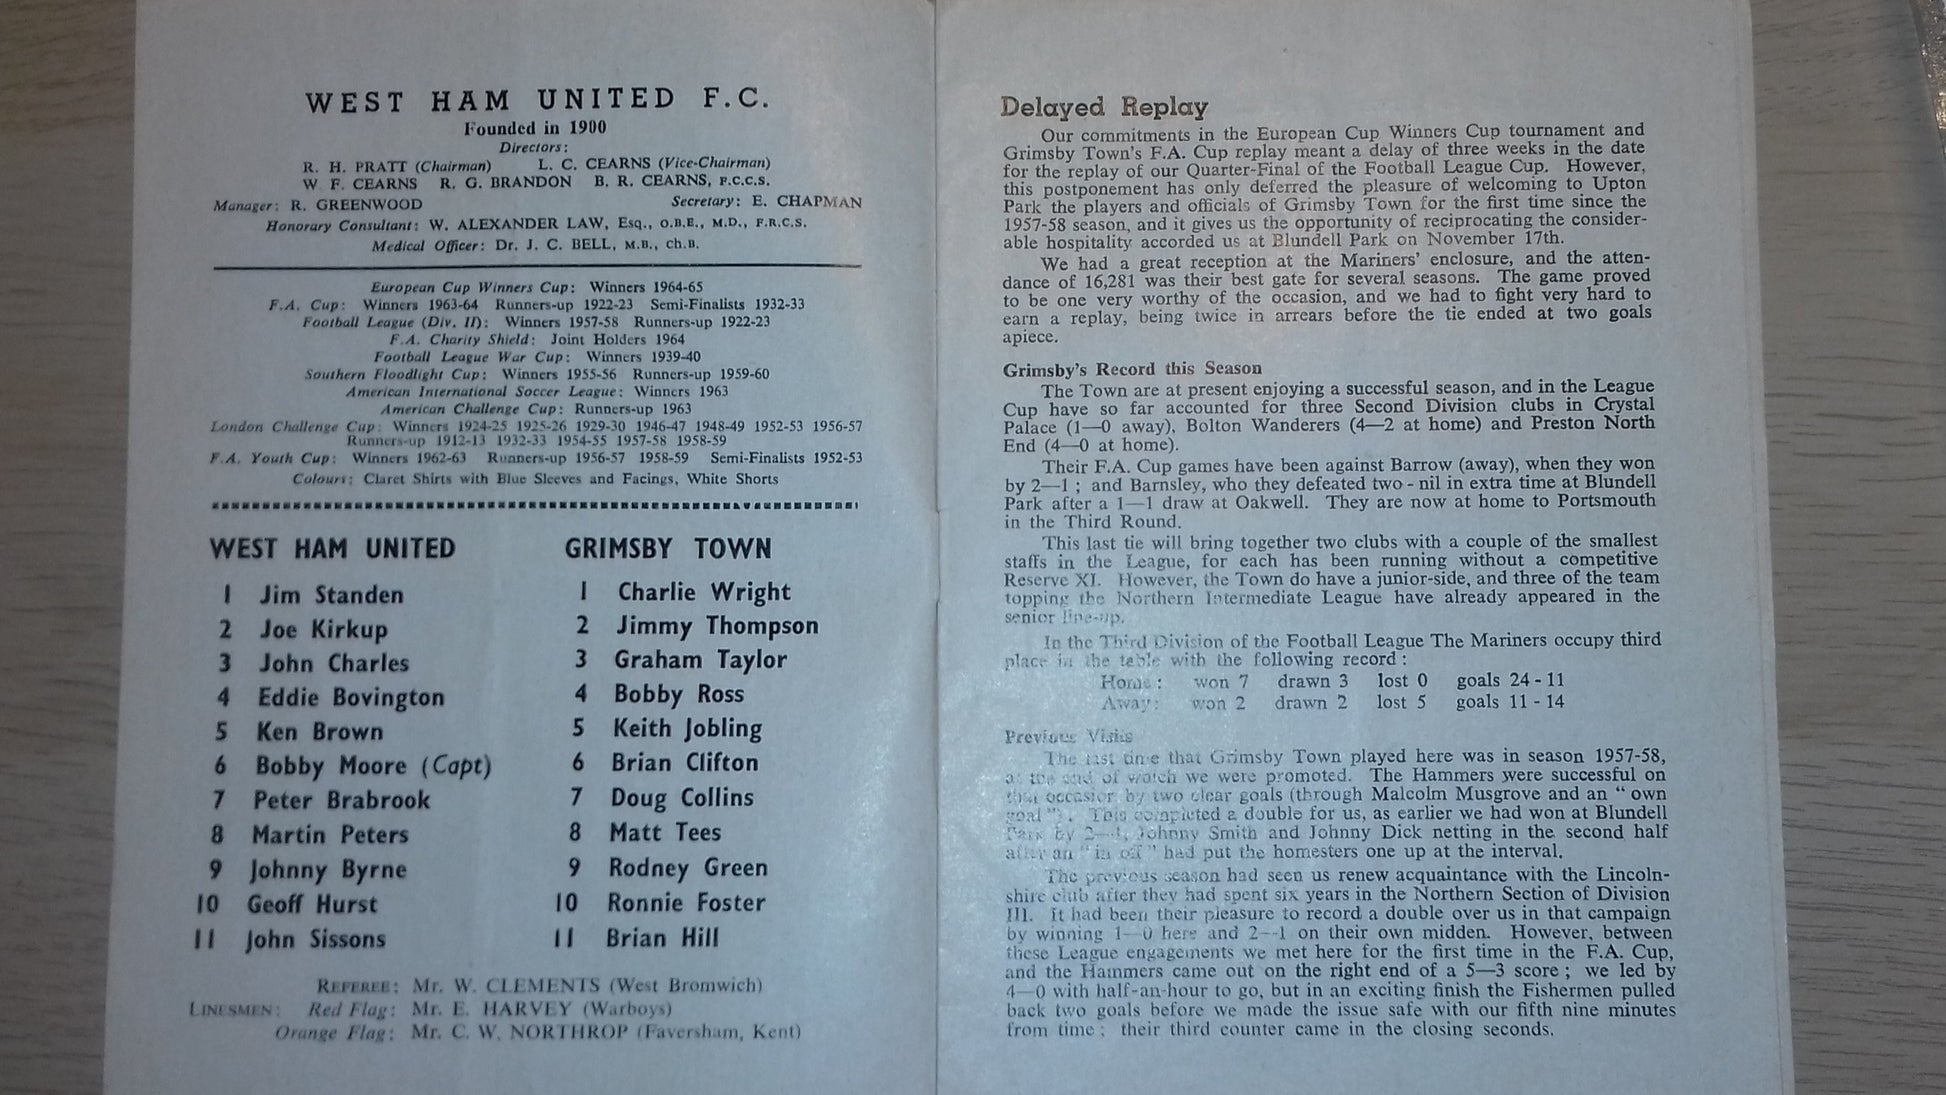 WEST HAM UNITED F.C.
Founded in 1900
Directors:
R. H. PRATT (Chairman) L. C. CEARNS (Vice-Chairman)
W. F. CEARNS R. G. BRANDON B. R. CEARNS, F.C.C.S.
Manager: R. GREENWOOD Secretary: E. CHAPMAN
Honorary Consultant: W. ALEXANDER LAW, Esq., O.B.E., M.D., F.R.C.S.
Medical Officer: Dr. J. C. BELL, M.B., Ch.B.
European Cup Winners Cup: Winners 1964-65
F.A. Cup: Winners 1963-64 Runners-up 1922-23 Semi-Finalists 1932-33
Football League (Div. II): Winners 1957-58 Runners-up 1922-23
F.A. Charity Shield: Joint Holders 1964
Football League War Cup: Winners 1939-40
Southern Floodlight Cup: Winners 1955-56 Runners-up 1959-60
American International Soccer League: Winners 1963
American Challenge Cup: Runners-up 1963
London Challenge Cup: Winners 1924-25 1925-26 1929-30 1946-47 1948-49 1952-53 1956-57
Runners-up 1912-13 1932-33 1954-55 1957-58 1958-59
F.A. Youth Cup: Winners 1962-63 Runners-up 1956-57 1958-59 Semi-Finalists 1952-53
Colours: Claret Shirts with Blue Sleeves and Facings, White Shorts
WEST HAM UNITED
1 Jim Standen
2 Joe Kirkup
3 John Charles
4 Eddie Bovington
5 Ken Brown
6 Bobby Moore (Capt)
7 Peter Brabrook
8 Martin Peters
9 Johnny Byrne
10 Geoff Hurst
11 John Sissons
GRIMSBY TOWN
1 Charlie Wright
2 Jimmy Thompson
3 Graham Taylor
4 Bobby Ross
5 Keith Jobling
6 Brian Clifton
7 Doug Collins
8 Matt Tees
9 Rodney Green
10 Ronnie Foster
11 Brian Hill
REFEREE: Mr. W. CLEMENTS (West Bromwich)
LINESMEN: Red Flag: Mr. E. HARVEY (Warboys)
Orange Flag: Mr. C. W. NORTHROP (Faversham, Kent)
Delayed Replay
Our commitments in the European Cup Winners Cup tournament and
Grimsby Town's F.A. Cup replay meant a delay of three weeks in the date
for the replay of our Quarter-Final of the Football League Cup. However,
this postponement has only deferred the pleasure of welcoming to Upton
Park the players and officials of Grimsby Town for the first time since the
1957-58 season, and it gives us the opportunity of reciprocating the consider-
able hospitality accorded us at Blundell Park on November 17th.
We had a great reception at the Mariners' enclosure, and the atten-
dance of 16,281 was their best gate for several seasons. The game proved
to be one very worthy of the occasion, and we had to fight very hard to
earn a replay, being twice in arrears before the tie ended at two goals
apiece.
Grimsby's Record this Season
The Town are at present enjoying a successful season, and in the League
Cup have so far accounted for three Second Division clubs in Crystal
Palace (1—0 away), Bolton Wanderers (4—2 at home) and Preston North
End (4—0 at home).
Their F.A. Cup games have been against Barrow (away), when they won
by 2—1 ; and Barnsley, who they defeated two - nil in extra time at Blundell
Park after a 1—1 draw at Oakwell. They are now at home to Portsmouth
in the Third Round.
This last tie will bring together two clubs with a couple of the smallest
staffs in the League, for each has been running without a competitive
Reserve XI. However, the Town do have a junior-side, and three of the team
topping the Northern Intermediate League have already appeared in the
senior line-up.
In the Third Division of the Football League The Mariners occupy third
place in the table with the following record :
Home : won 7 drawn 3 lost 0 goals 24 - 11
Away : won 2 drawn 2 lost 5 goals 11 - 14
Previous Visits
The last time that Grimsby Town played here was in season 1957-58,
at the end of which we were promoted. The Hammers were successful on
that occasion by two clear goals (through Malcolm Musgrove and an " own
goal "). This completed a double for us, as earlier we had won at Blundell
Park by 2—1, Johnny Smith and Johnny Dick netting in the second half
after an " in off " had put the homesters one up at the interval.
The previous season had seen us renew acquaintance with the Lincoln-
shire club after they had spent six years in the Northern Section of Division
III. It had been their pleasure to record a double over us in that campaign
by winning 1—0 here and 2—1 on their own midden. However, between
these League engagements we met here for the first time in the F.A. Cup,
and the Hammers came out on the right end of a 5—3 score ; we led by
4—0 with half-an-hour to go, but in an exciting finish the Fishermen pulled
back two goals before we made the issue safe with our fifth nine minutes
from time ; their third counter came in the closing seconds.